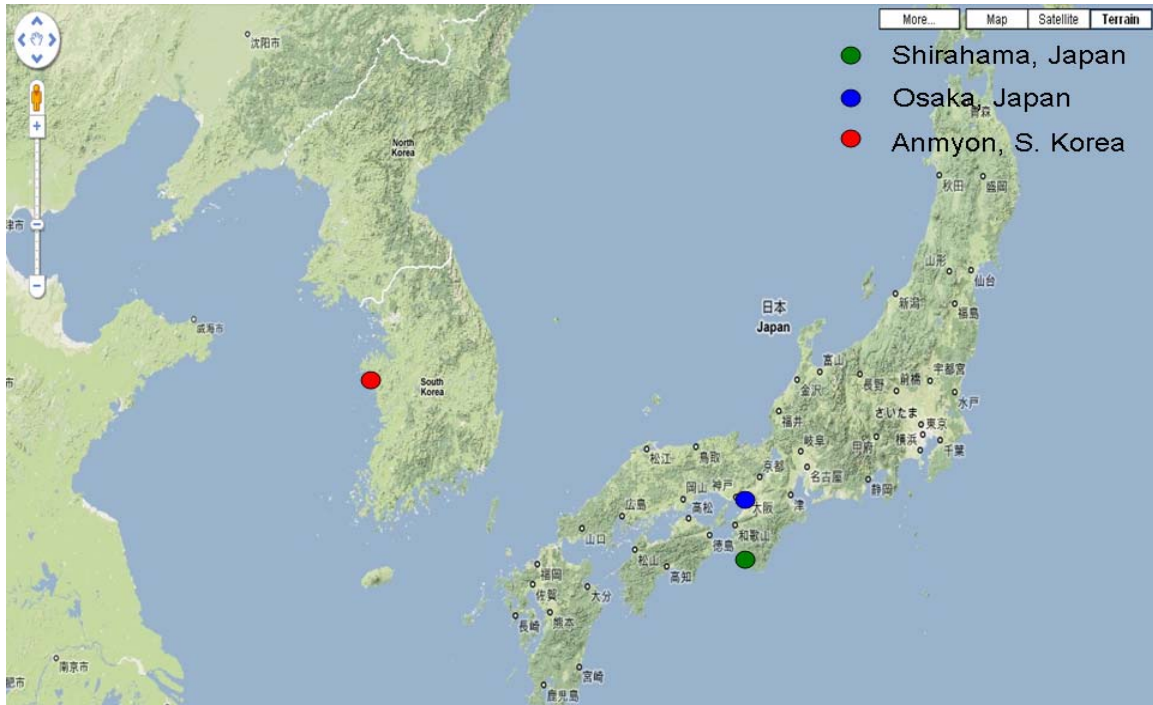 More...
Map
Satellite
Terrain
Shirahama, Japan
Osaka, Japan
Anmyon, S. Korea
沈阳市
青森
North
Korea
秋田
盛岡
津市
山形
仙台
新潟
福島
日本
Japan
威海市
富山
宇都宮
金沢
長野
前橋
水戸
South
Korea
さいたま
福井
東京
岐阜
甲府
横浜
千葉
松江
鳥取
京都
名古屋
静岡
岡山
神戸
津
広島
高松
大阪
山口
徳島
和歌山
松山
高知
福岡
佐賀
大分
長崎
熊本
南京市
宮崎
肥市
鹿児島